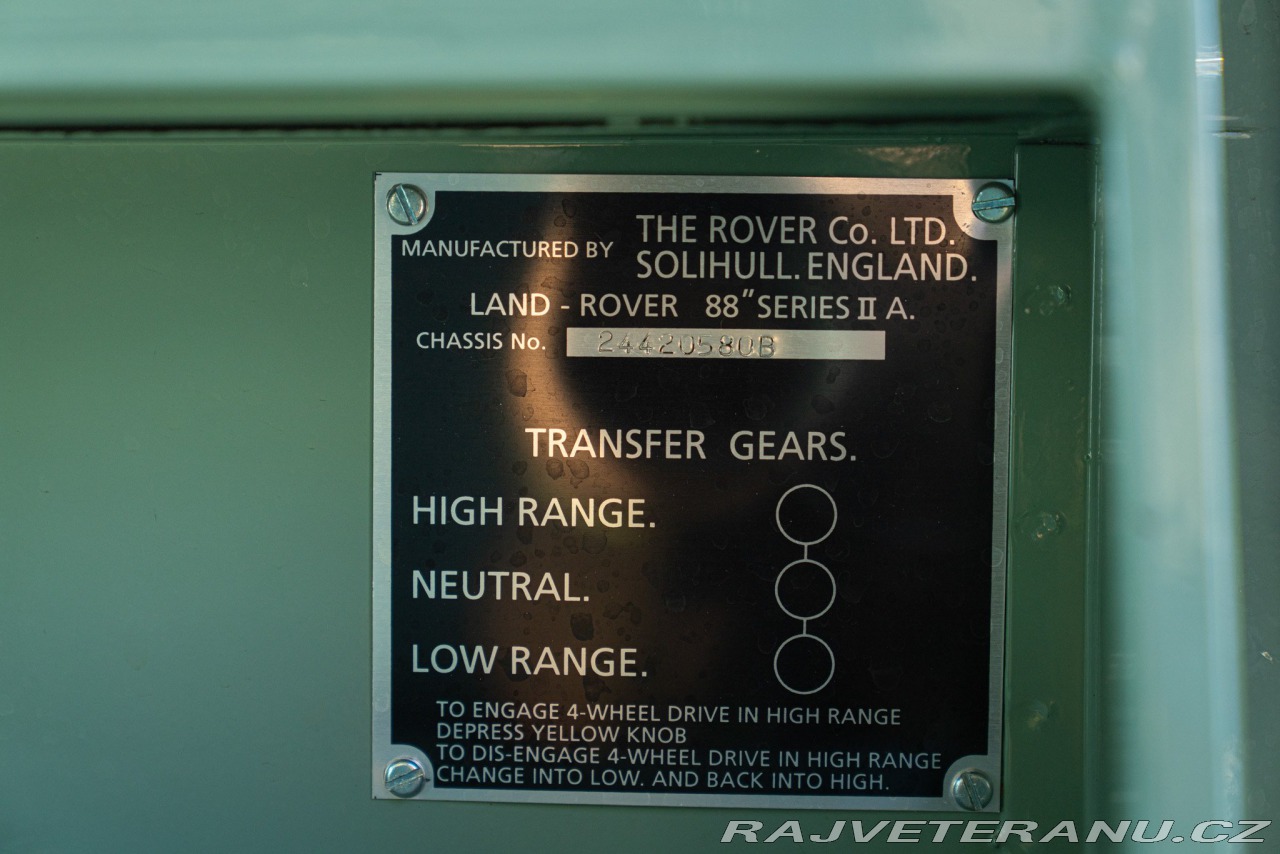 MANUFACTURED BY THE ROVER Co. LTD.
SOLIHULL. ENGLAND.
LAND - ROVER 88" SERIES II A.
CHASSIS No. 24420580B
TRANSFER GEARS.
HIGH RANGE.
NEUTRAL.
LOW RANGE.
TO ENGAGE 4-WHEEL DRIVE IN HIGH RANGE
DEPRESS YELLOW KNOB
TO DIS-ENGAGE 4-WHEEL DRIVE IN HIGH RANGE
CHANGE INTO LOW. AND BACK INTO HIGH.
RAJVETERANU.CZ